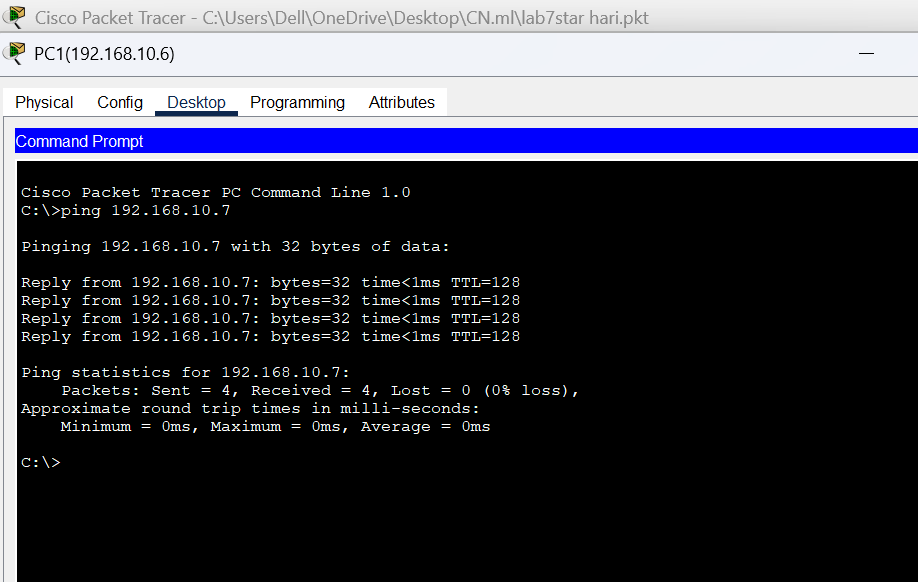 Cisco Packet Tracer - C:\Users\Dell\OneDrive\Desktop\CN.ml\lab7star hari.pkt
PC1(192.168.10.6)
Physical Config Desktop Programming Attributes
Command Prompt
Cisco Packet Tracer PC Command Line 1.0
C:\>ping 192.168.10.7
Pinging 192.168.10.7 with 32 bytes of data:
Reply from 192.168.10.7: bytes=32 time<1ms TTL=128
Reply from 192.168.10.7: bytes=32 time<1ms TTL=128
Reply from 192.168.10.7: bytes=32 time<1ms TTL=128
Reply from 192.168.10.7: bytes=32 time<1ms TTL=128
Ping statistics for 192.168.10.7:
Packets: Sent = 4, Received = 4, Lost = 0 (0% loss),
Approximate round trip times in milli-seconds:
Minimum = 0ms, Maximum = 0ms, Average = 0ms
C:\>